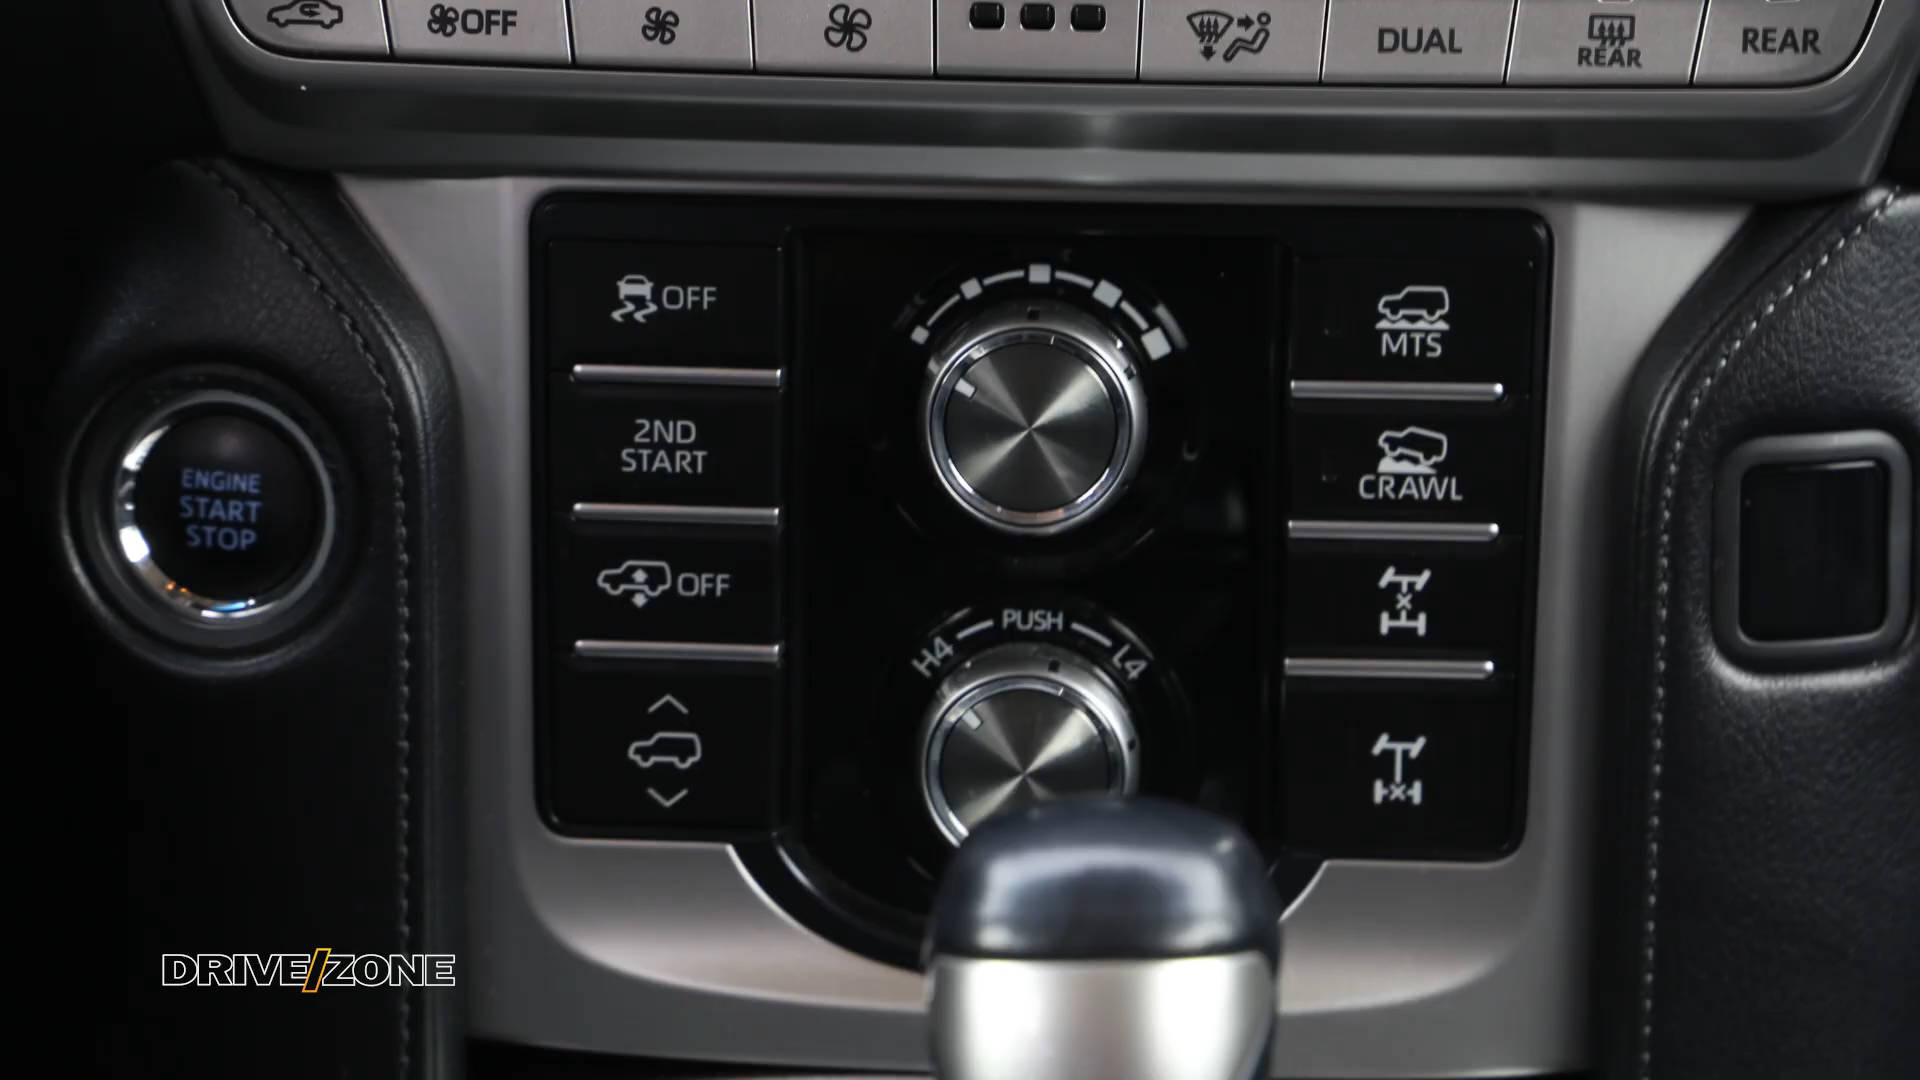 OFF
DUAL
REAR
REAR
OFF
2ND
START
OFF
PUSH
H4
L4
MTS
CRAWL
ENGINE
START
STOP
DRIVE/ZONE